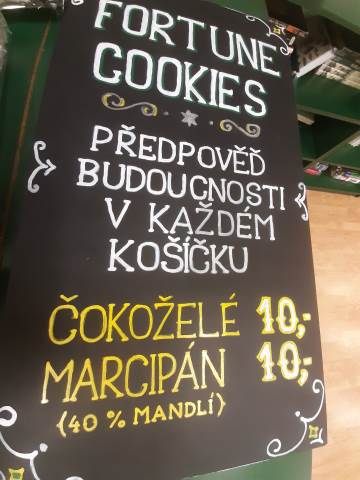 FORTUNE
COOKIES
PŘEDPOVĚĎ
BUDOUCNOSTI
V KAŽDÉM
KOŠÍČKU
ČOKOŽELÉ 10,-
MARCIPÁN 10,-
(40 % MANDLÍ)